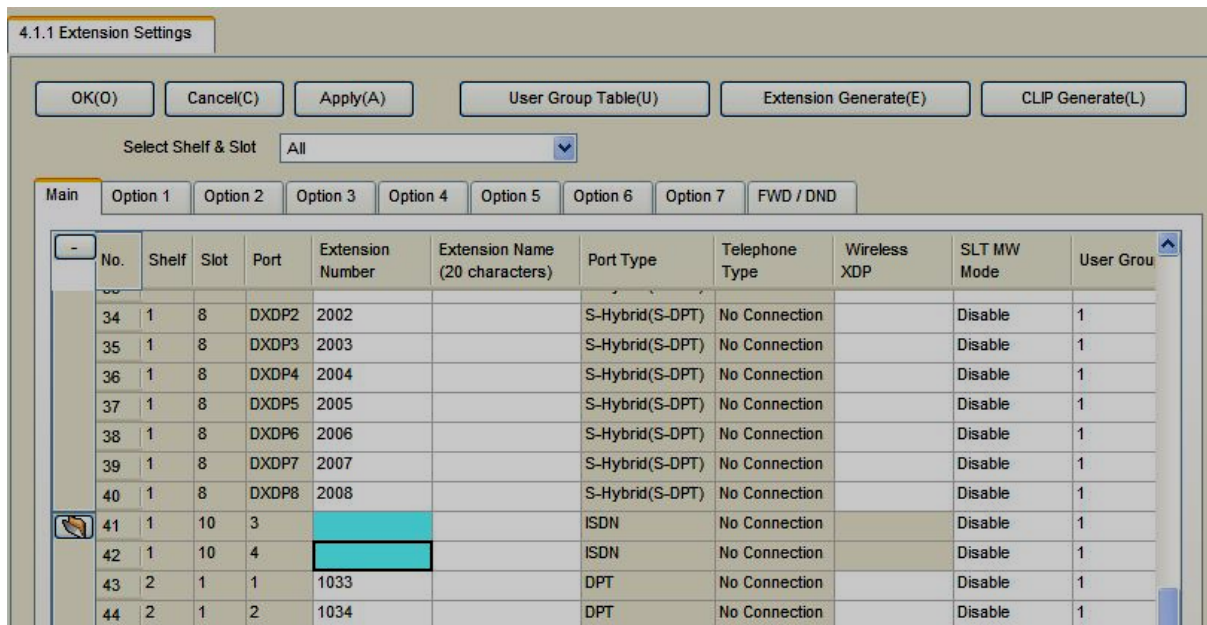 4.1.1 Extension Settings
OK(O) Cancel(C) Apply(A) User Group Table(U) Extension Generate(E) CLIP Generate(L)
Select Shelf & Slot All
Main Option 1 Option 2 Option 3 Option 4 Option 5 Option 6 Option 7 FWD / DND
- No. Shelf Slot Port Extension Number Extension Name (20 characters) Port Type Telephone Type Wireless XDP SLT MW Mode User Grou
34 1 8 DXDP2 2002 S-Hybrid(S-DPT) No Connection Disable 1
35 1 8 DXDP3 2003 S-Hybrid(S-DPT) No Connection Disable 1
36 1 8 DXDP4 2004 S-Hybrid(S-DPT) No Connection Disable 1
37 1 8 DXDP5 2005 S-Hybrid(S-DPT) No Connection Disable 1
38 1 8 DXDP6 2006 S-Hybrid(S-DPT) No Connection Disable 1
39 1 8 DXDP7 2007 S-Hybrid(S-DPT) No Connection Disable 1
40 1 8 DXDP8 2008 S-Hybrid(S-DPT) No Connection Disable 1
41 1 10 3 ISDN No Connection Disable 1
42 1 10 4 ISDN No Connection Disable 1
43 2 1 1 1033 DPT No Connection Disable 1
44 2 1 2 1034 DPT No Connection Disable 1